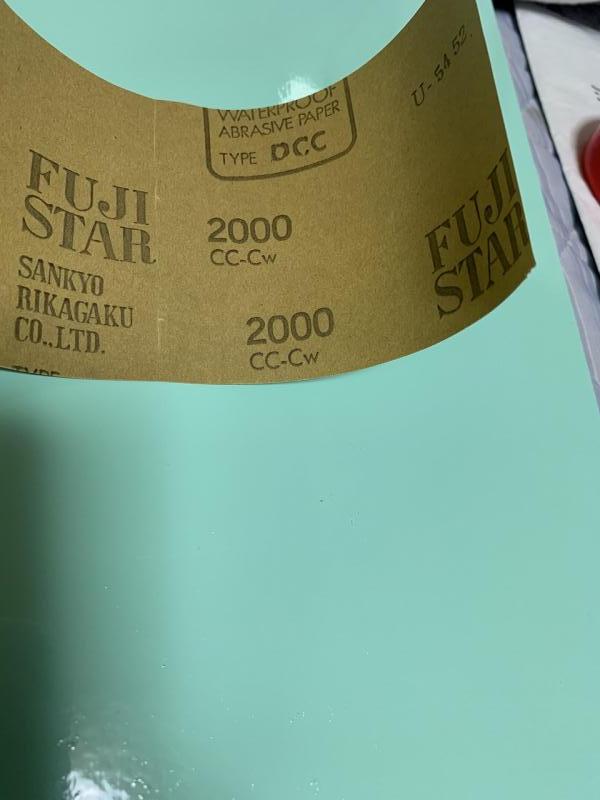 WATERPROOF
ABRASIVE PAPER
TYPE DCC
U-54 52.
FUJI
STAR
SANKYO
RIKAGAKU
CO.,LTD.
TYPE
2000
CC-Cw
2000
CC-Cw
FUJI
STAR